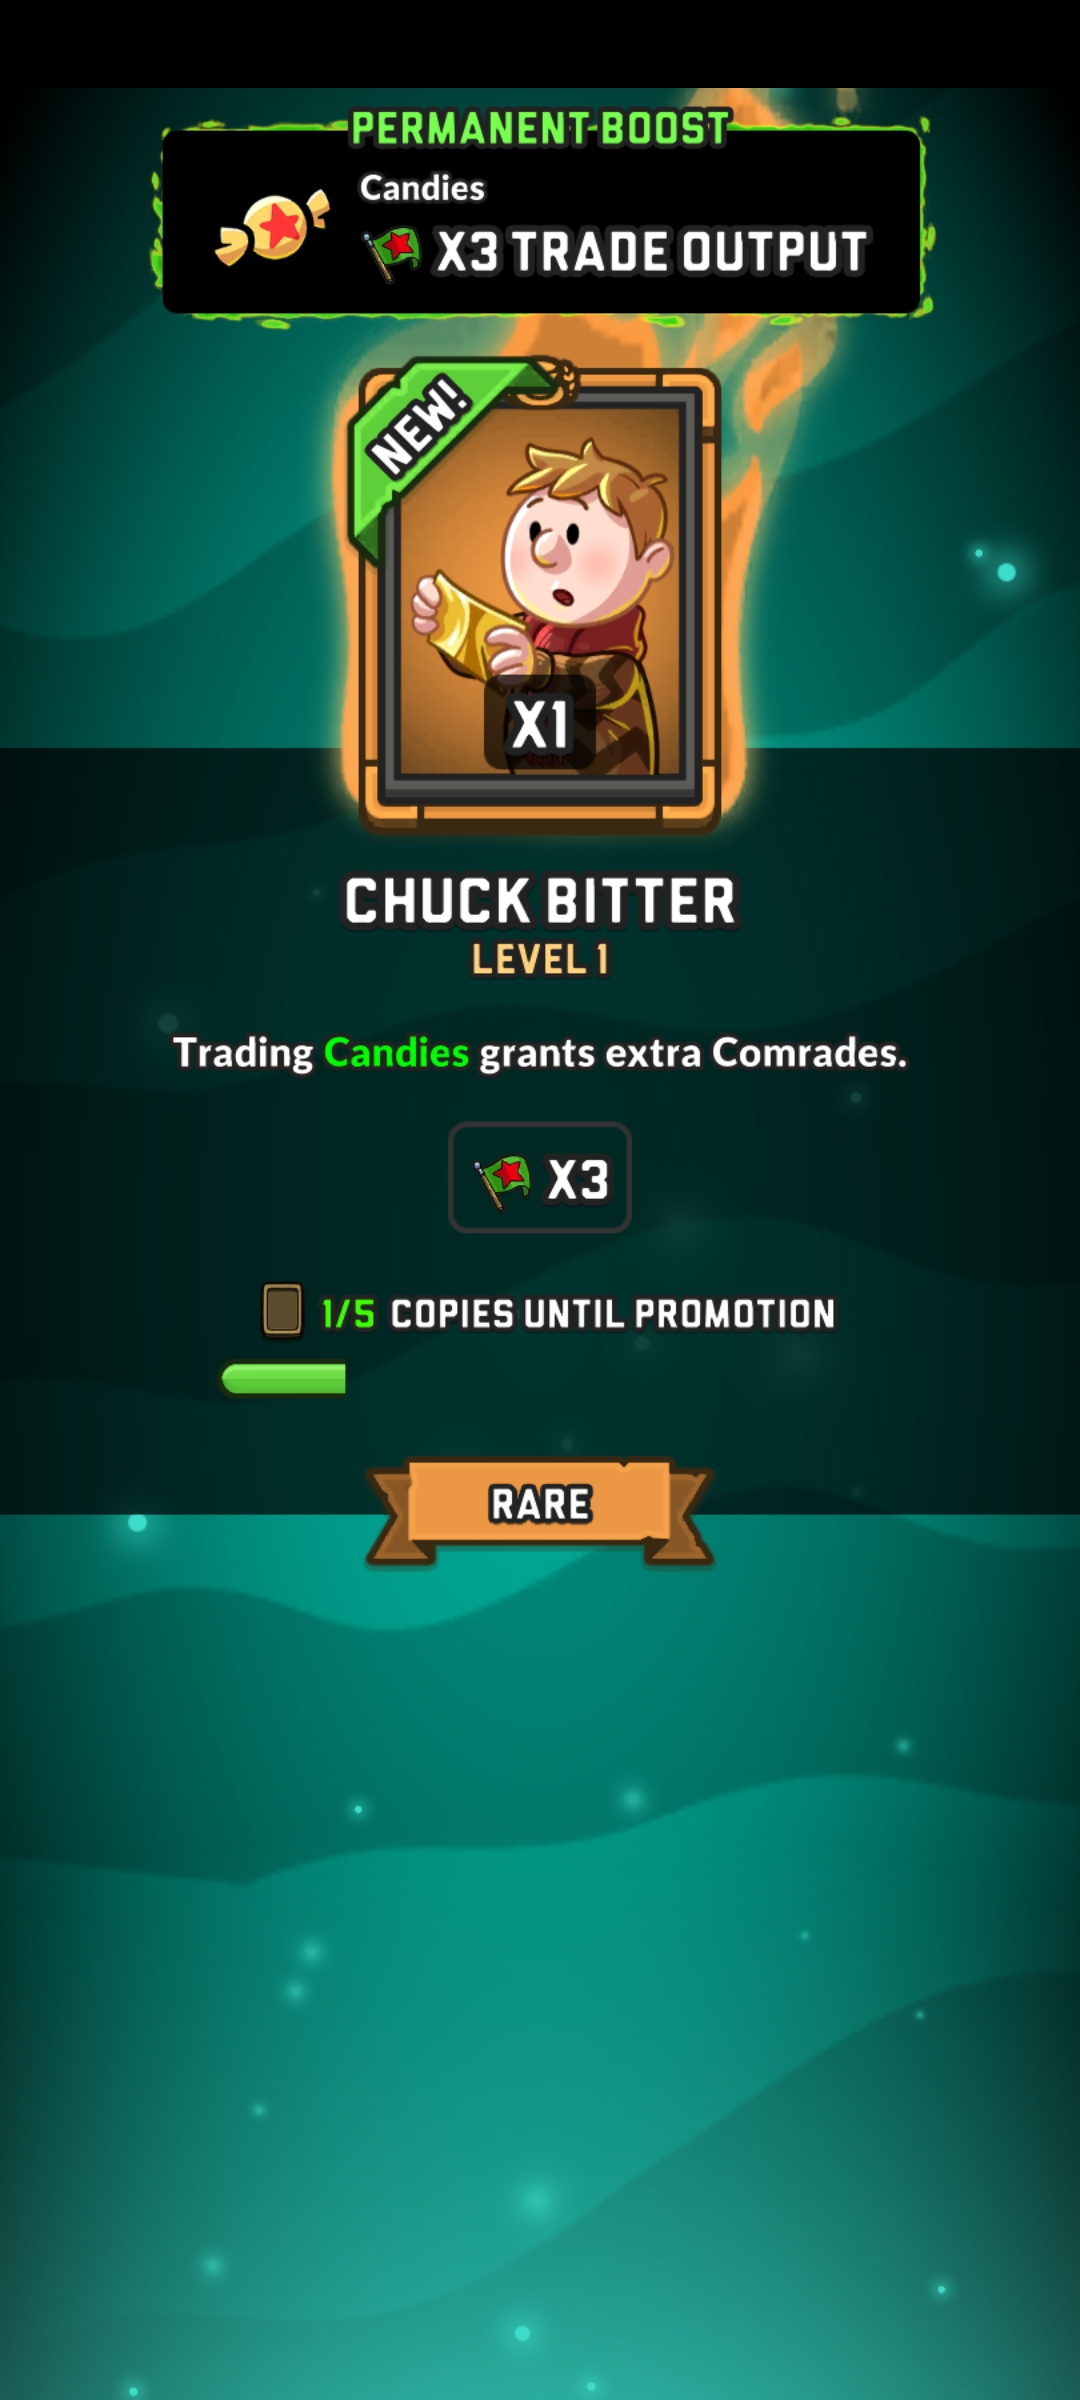 PERMANENT BOOST
Candies
X3 TRADE OUTPUT
NEW!
X1
CHUCK BITTER
LEVEL 1
Trading Candies grants extra Comrades.
X3
1/5 COPIES UNTIL PROMOTION
RARE